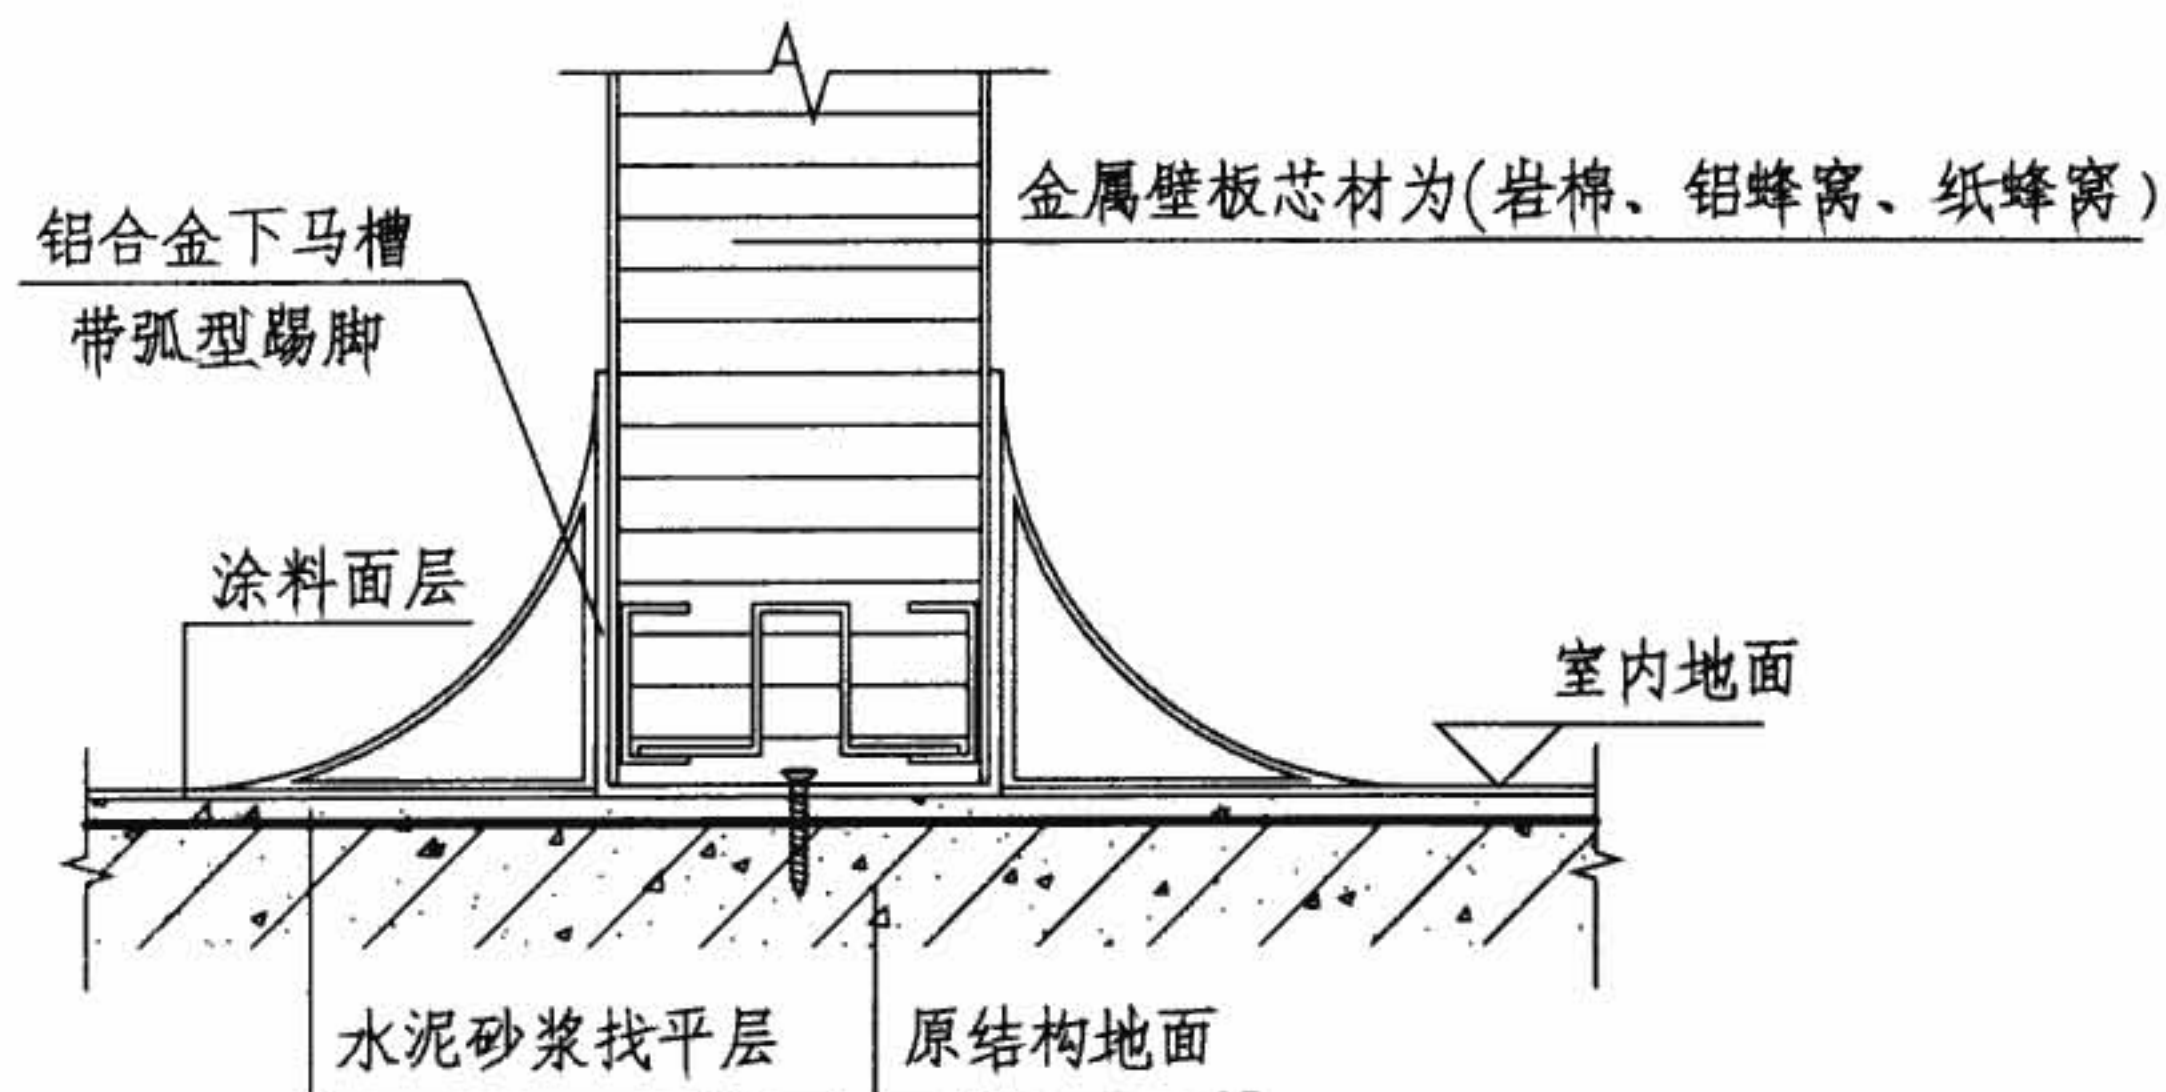 金属壁板芯材为(岩棉、铝蜂窝、纸蜂窝)
铝合金下马槽
带弧型踢脚
涂料面层
室内地面
水泥砂浆找平层
原结构地面